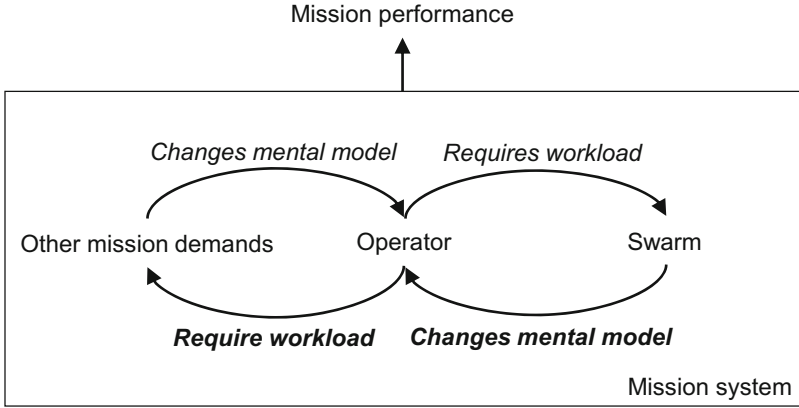 Mission performance
Changes mental model
Requires workload
Other mission demands
Operator
Swarm
Require workload
Changes mental model
Mission system